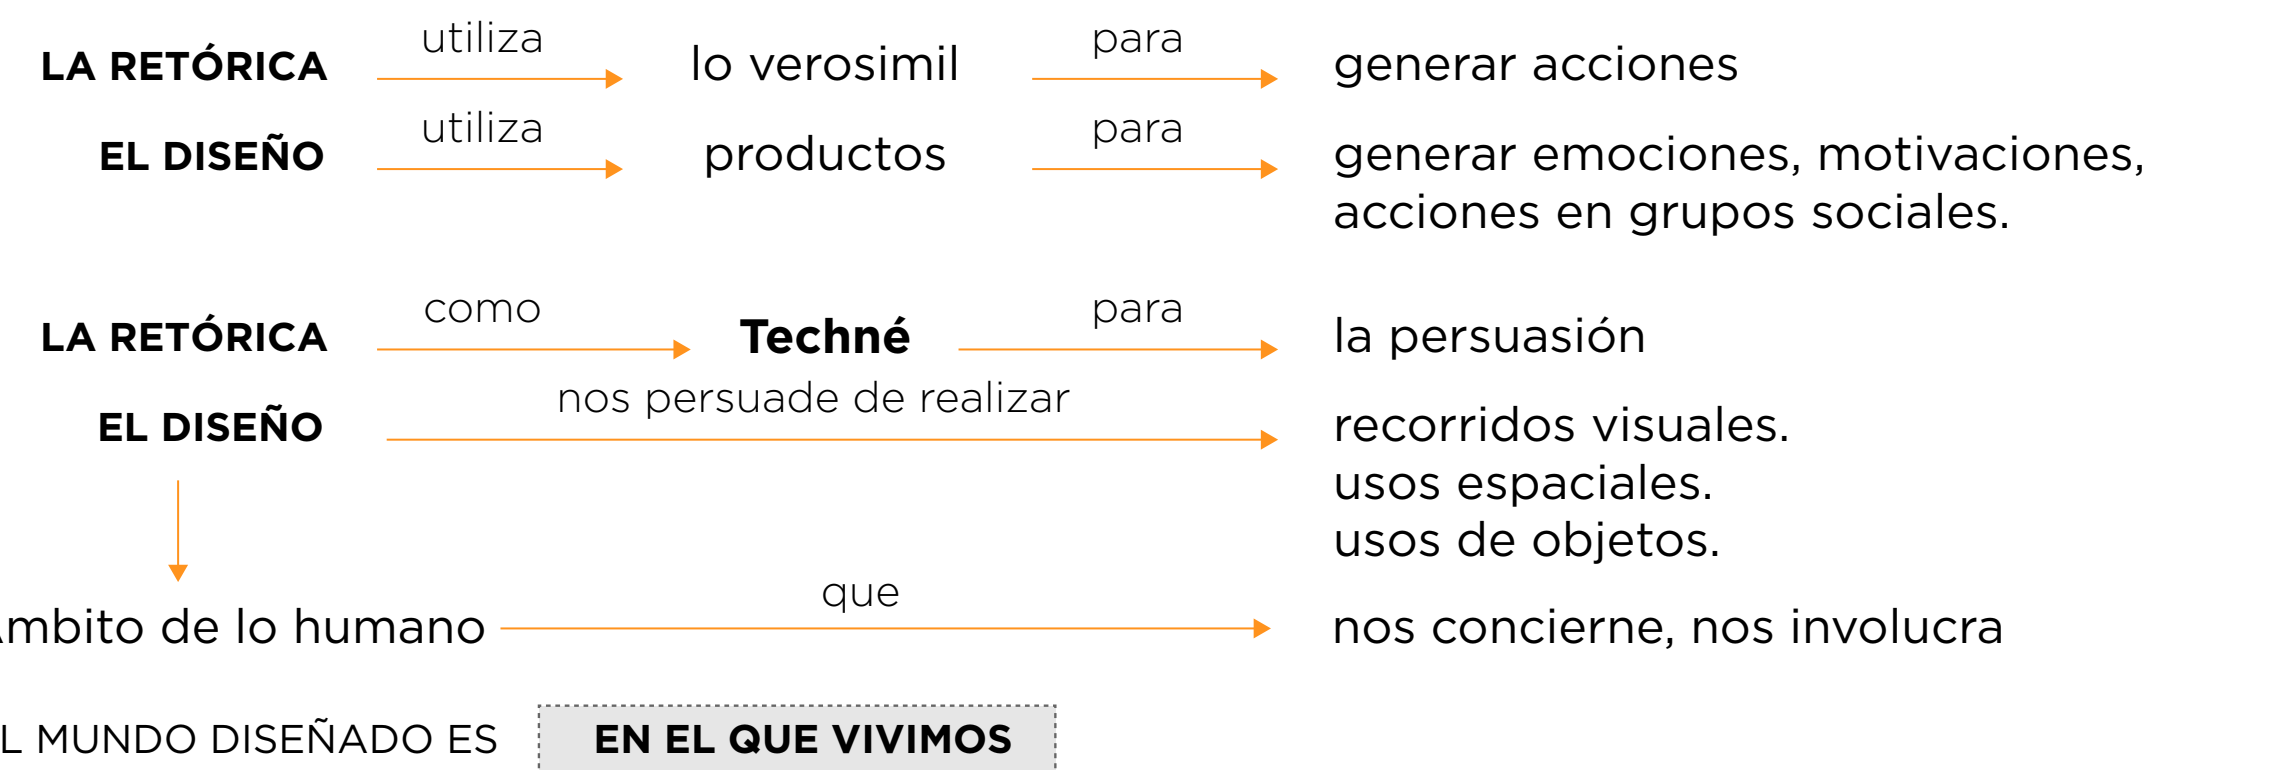 LA RETÓRICA utiliza lo verosimil para generar acciones
EL DISEÑO utiliza productos para generar emociones, motivaciones,
acciones en grupos sociales.
LA RETÓRICA como Techné para la persuasión
EL DISEÑO nos persuade de realizar recorridos visuales.
usos espaciales.
usos de objetos.
mbito de lo humano que nos concierne, nos involucra
L MUNDO DISEÑADO ES EN EL QUE VIVIMOS